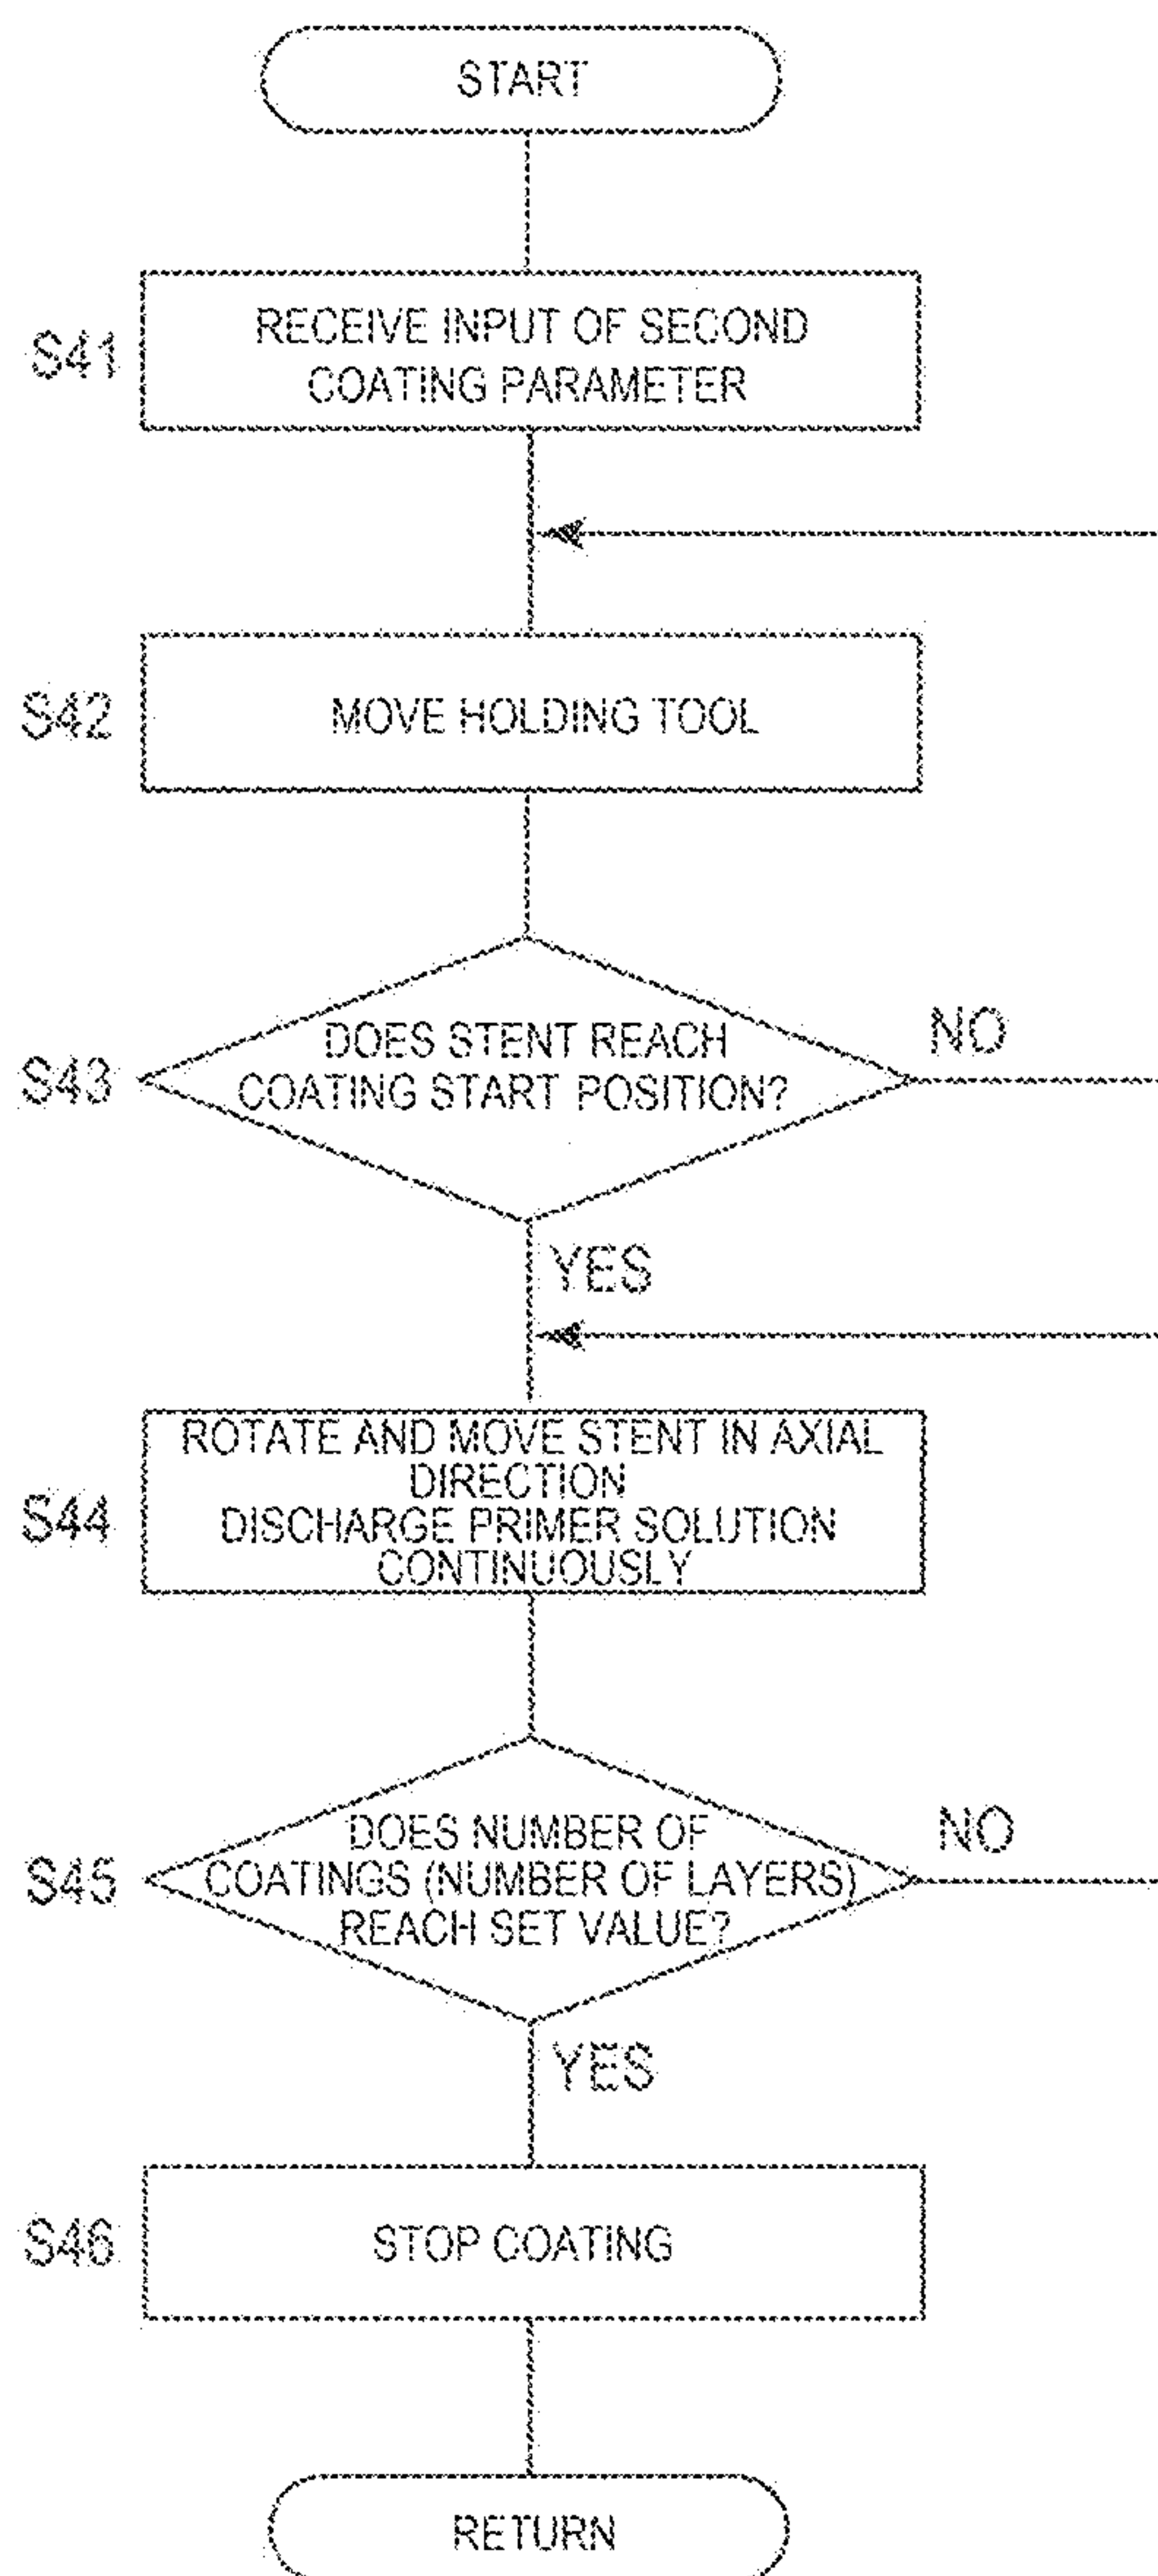 START
S41
RECEIVE INPUT OF SECOND
COATING PARAMETER
S42
MOVE HOLDING TOOL
S43
DOES STENT REACH
COATING START POSITION?
NO
YES
S44
ROTATE AND MOVE STENT IN AXIAL
DIRECTION
DISCHARGE PRIMER SOLUTION
CONTINUOUSLY
S45
DOES NUMBER OF
COATINGS (NUMBER OF LAYERS)
REACH SET VALUE?
NO
YES
S46
STOP COATING
RETURN